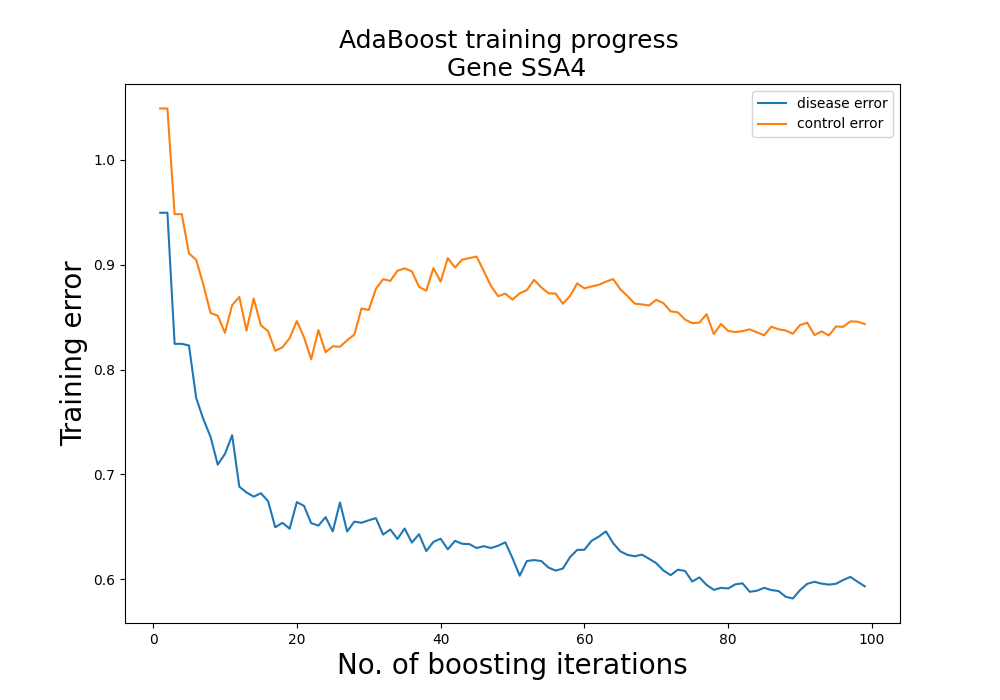 AdaBoost training progress
Gene SSA4
disease error
control error
1.0
0.9
0.8
0.7
0.6
Training error
0
20
40
60
80
100
No. of boosting iterations